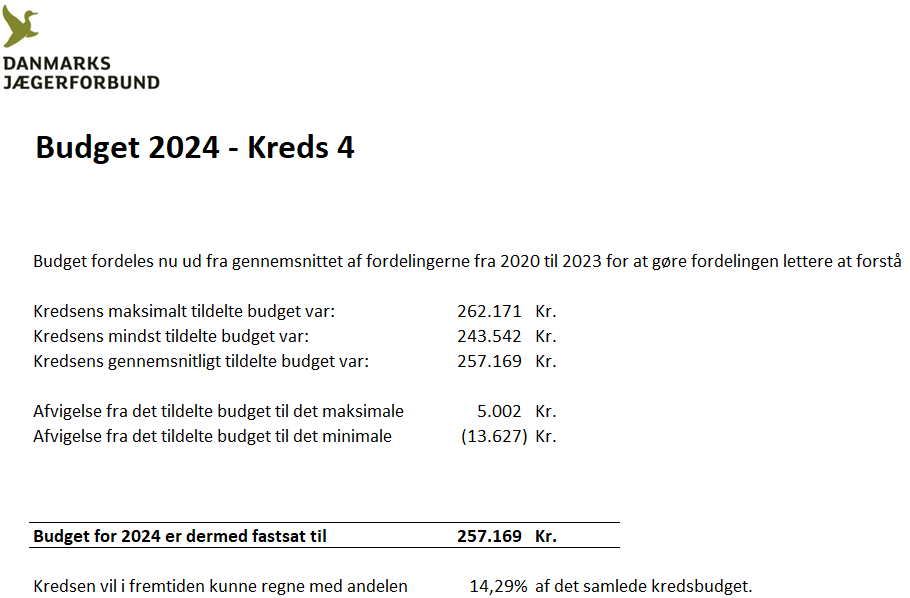 DANMARKS
JÆGERFORBUND
Budget 2024 - Kreds 4
Budget fordeles nu ud fra gennemsnittet af fordelingerne fra 2020 til 2023 for at gøre fordelingen lettere at forstå
Kredsens maksimalt tildelte budget var: 262.171 Kr.
Kredsens mindst tildelte budget var: 243.542 Kr.
Kredsens gennemsnitligt tildelte budget var: 257.169 Kr.
Afvigelse fra det tildelte budget til det maksimale 5.002 Kr.
Afvigelse fra det tildelte budget til det minimale (13.627) Kr.
Budget for 2024 er dermed fastsat til 257.169 Kr.
Kredsen vil i fremtiden kunne regne med andelen 14,29% af det samlede kredsbudget.